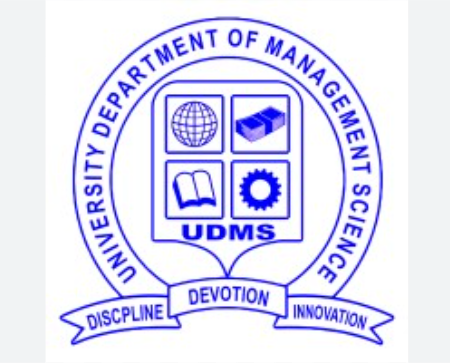 UNIVERSITY DEPARTMENT OF MANAGEMENT SCIENCE
UDMS
DISCPLINE
DEVOTION
INNOVATION